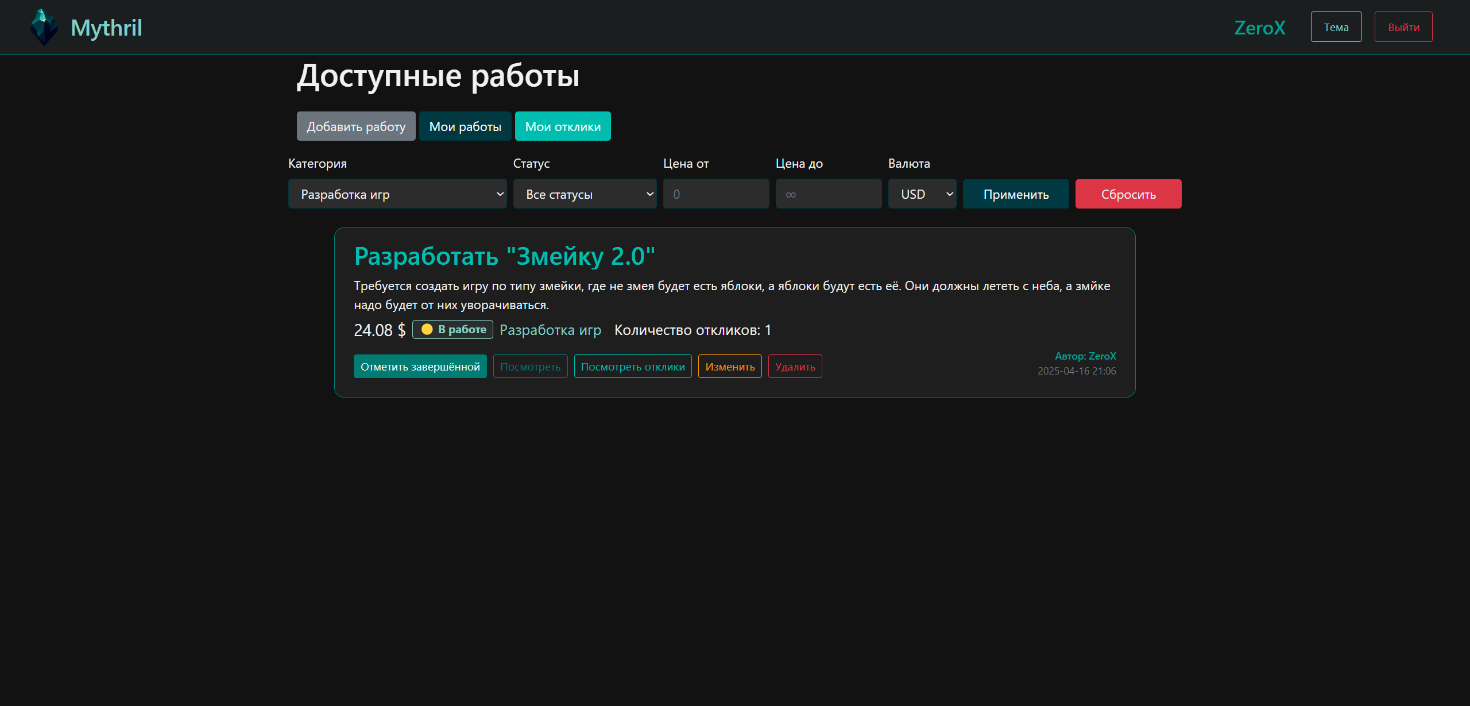 Mythril
ZeroX Тема Выйти
Доступные работы
Добавить работу Мои работы Мои отклики
Категория Статус Цена от Цена до Валюта
Разработка игр Все статусы 0 ∞ USD Применить Сбросить
Разработать "Змейку 2.0"
Требуется создать игру по типу змейки, где не змея будет есть яблоки, а яблоки будут есть её. Они должны лететь с неба, а змйке
надо будет от них уворачиваться.
24.08 $ В работе Разработка игр Количество откликов: 1
Отметить завершённой Посмотреть Посмотреть отклики Изменить Удалить
Автор: ZeroX
2025-04-16 21:06